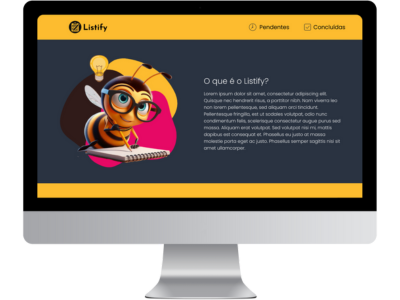 Listify
Pendentes
Concluídas
O que é o Listify?
Lorem ipsum dolor sit amet, consectetur adipiscing elit.
Quisque nec hendrerit risus, a porttitor nibh. Nam viverra leo
non sem pellentesque, sed aliquam orci tincidunt.
Pellentesque fringilla, est ut sodales volutpat, odio nunc
condimentum felis, scelerisque consectetur augue purus sed
massa. Aliquam erat volutpat. Sed volutpat nisi mi, mattis
dapibus est consequat et. Phasellus eu justo at massa
molestie porta eget ac justo. Phasellus semper sagittis nisi sit
amet ullamcorper.